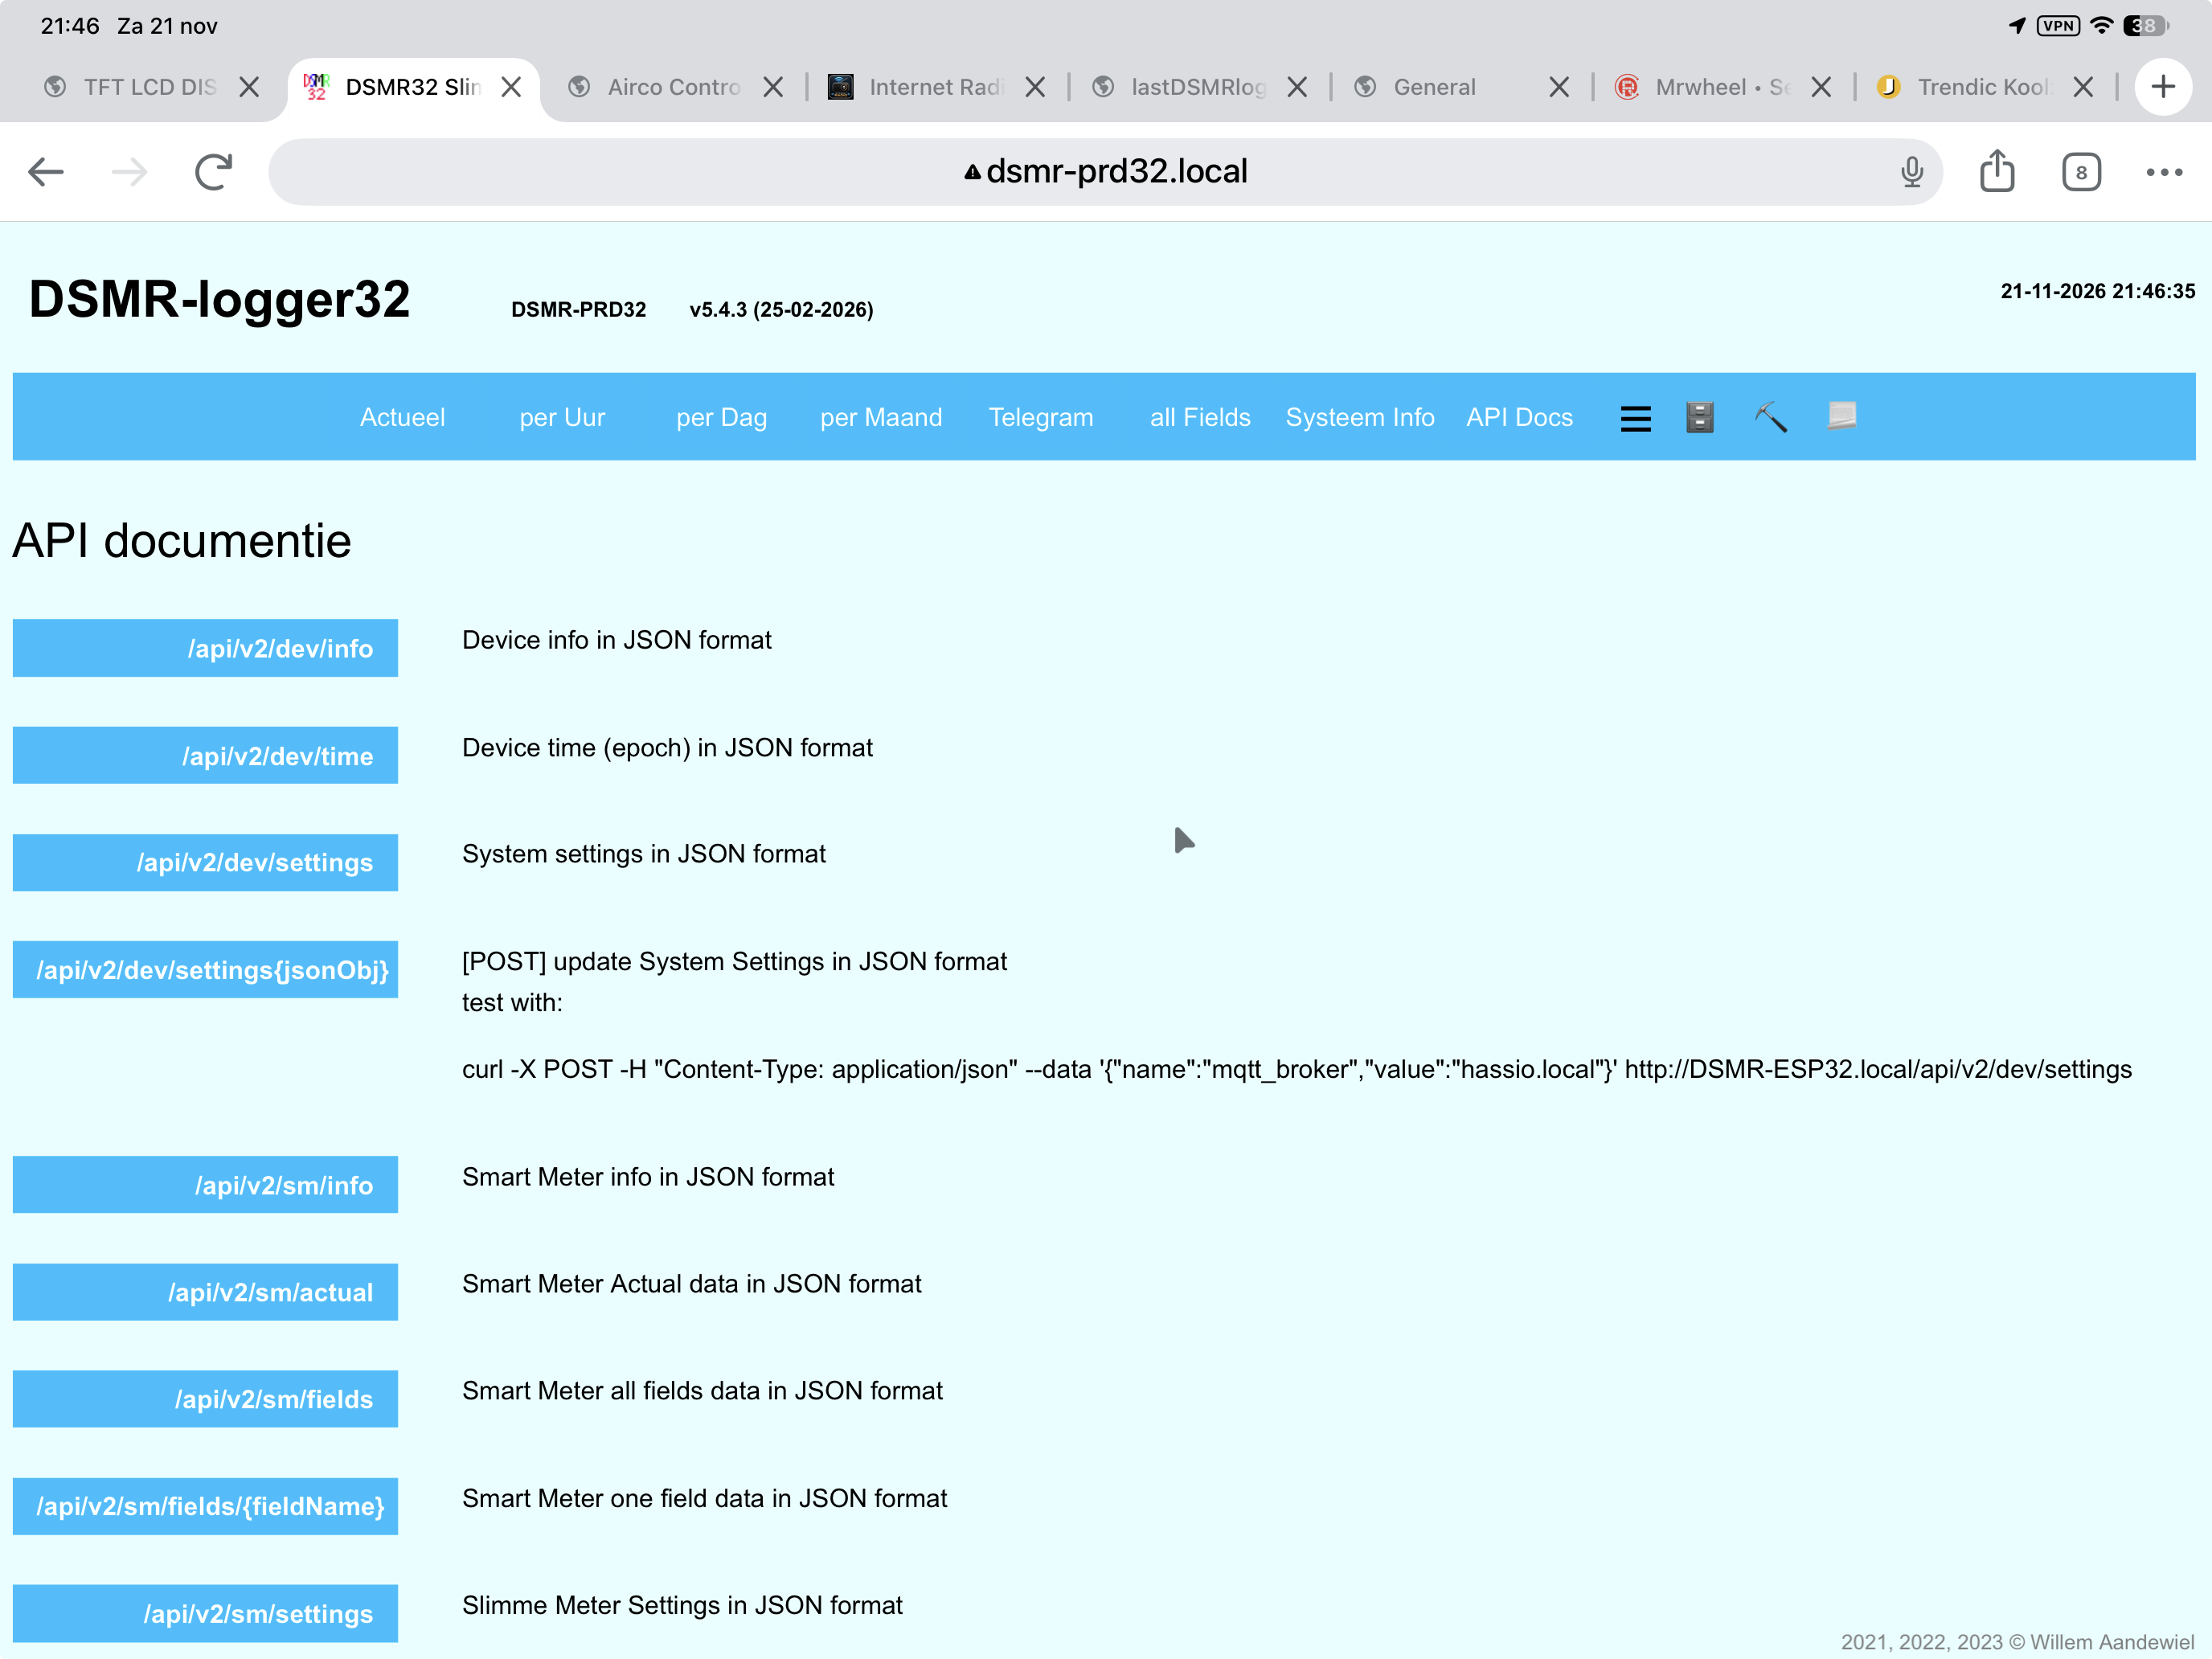 21:46 Za 21 nov
VPN 38
TFT LCD DIS
DSMR32 Slin
Airco Contro
Internet Radi
lastDSMRlog
General
Mrwheel • Se
Trendic Kool
dsmr-prd32.local
8
DSMR-logger32 DSMR-PRD32 v5.4.3 (25-02-2026) 21-11-2026 21:46:35
Actueel per Uur per Dag per Maand Telegram all Fields Systeem Info API Docs
API documentie
/api/v2/dev/info Device info in JSON format
/api/v2/dev/time Device time (epoch) in JSON format
/api/v2/dev/settings System settings in JSON format
/api/v2/dev/settings{jsonObj} [POST] update System Settings in JSON format
test with:
curl -X POST -H "Content-Type: application/json" --data '{"name":"mqtt_broker","value":"hassio.local"}' http://DSMR-ESP32.local/api/v2/dev/settings
/api/v2/sm/info Smart Meter info in JSON format
/api/v2/sm/actual Smart Meter Actual data in JSON format
/api/v2/sm/fields Smart Meter all fields data in JSON format
/api/v2/sm/fields/{fieldName} Smart Meter one field data in JSON format
/api/v2/sm/settings Slimme Meter Settings in JSON format
2021, 2022, 2023 © Willem Aandewiel